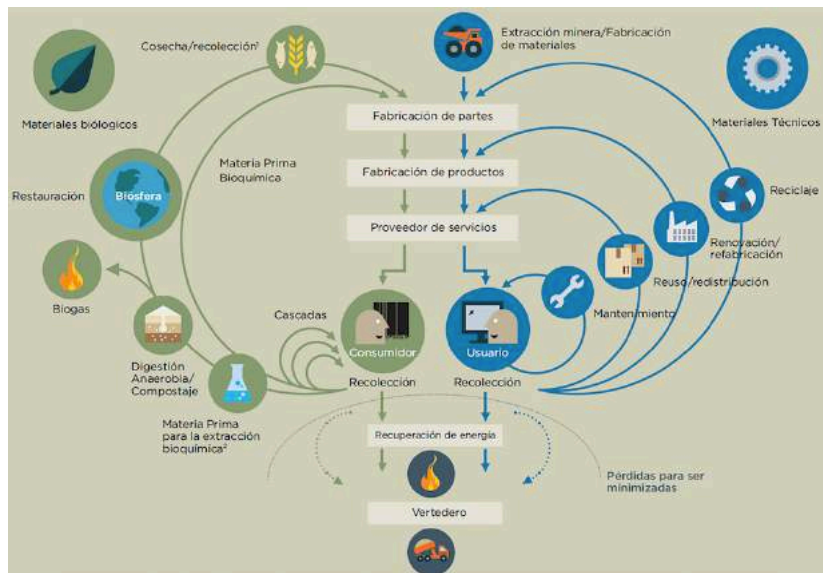 Cosecha/recolección¹
Extracción minera/Fabricación
de materiales
Materiales biológicos
Materiales Técnicos
Fabricación de partes
Materia Prima
Bioquímica
Fabricación de productos
Restauración
Biósfera
Reciclaje
Proveedor de servicios
Renovación/
refabricación
Reuso/redistribución
Biogas
Cascadas
Mantenimiento
Consumidor
Usuario
Digestión
Anaerobia/
Compostaje
Recolección
Recolección
Materia Prima
para la extracción
bioquímica²
Recuperación de energía
Pérdidas para ser
minimizadas
Vertedero